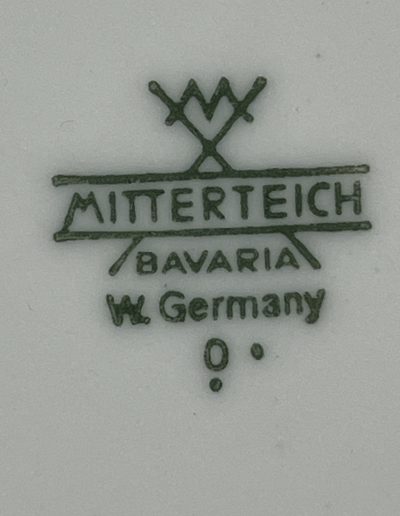 MITTERTEICH
BAVARIA
W. Germany
0